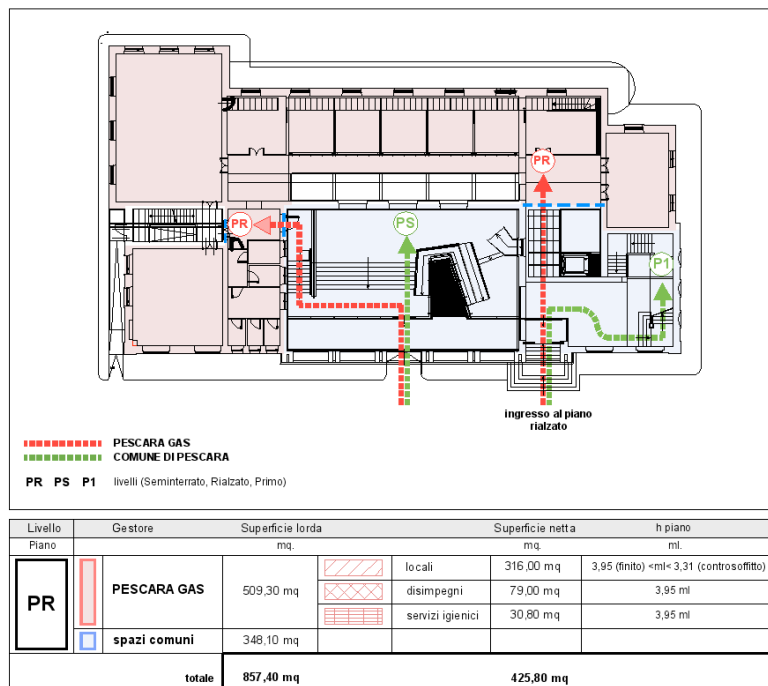 PR
PR
PS
P1
ingresso al piano
rialzato
PESCARA GAS
COMUNE DI PESCARA
PR PS P1 livelli (Seminterrato, Rialzato, Primo)
Livello Gestore Superficie lorda Superficie netta h piano
Piano mq. mq. ml.
PR PESCARA GAS 509,30 mq locali 316,00 mq 3,95 (finito) <ml< 3,31 (controsoffitto)
disimpegni 79,00 mq 3,95 ml
servizi igienici 30,80 mq 3,95 ml
spazi comuni 348,10 mq
totale 857,40 mq 425,80 mq